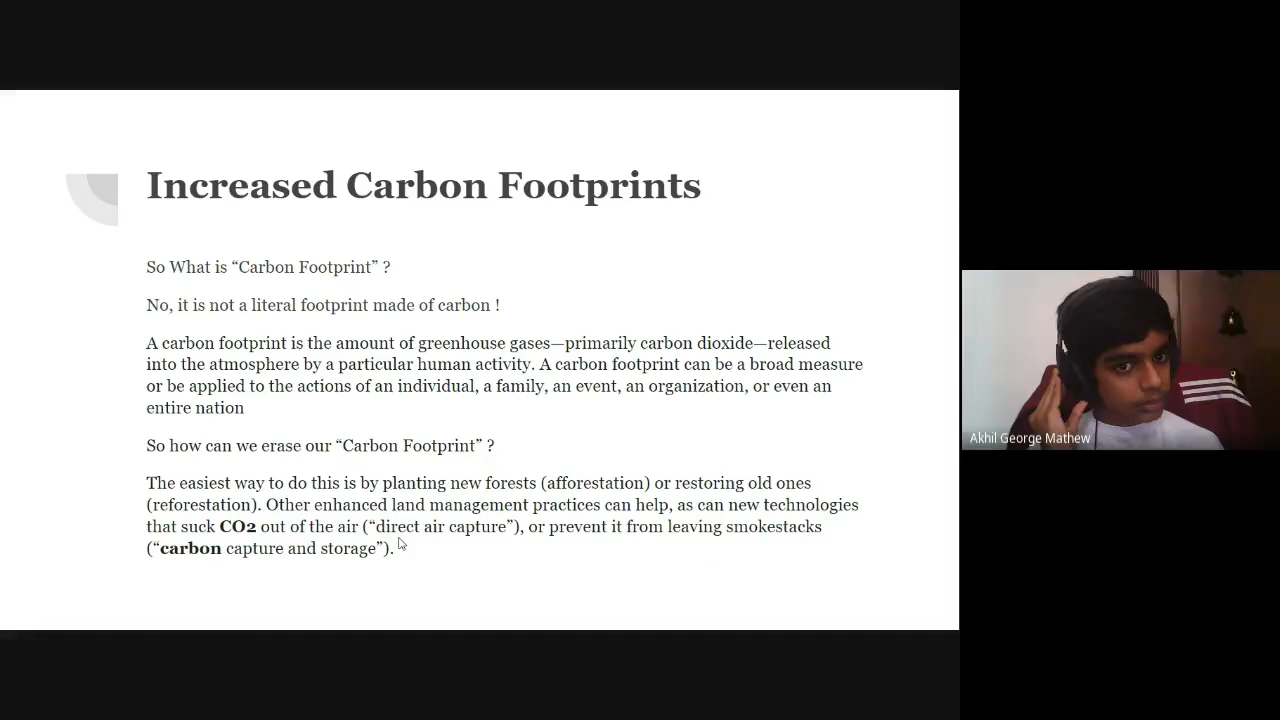 Increased Carbon Footprints
So What is “Carbon Footprint” ?
No, it is not a literal footprint made of carbon !
A carbon footprint is the amount of greenhouse gases—primarily carbon dioxide—released
into the atmosphere by a particular human activity. A carbon footprint can be a broad measure
or be applied to the actions of an individual, a family, an event, an organization, or even an
entire nation
So how can we erase our “Carbon Footprint” ?
The easiest way to do this is by planting new forests (afforestation) or restoring old ones
(reforestation). Other enhanced land management practices can help, as can new technologies
that suck CO2 out of the air (“direct air capture”), or prevent it from leaving smokestacks
(“carbon capture and storage”).
Akhil George Mathew